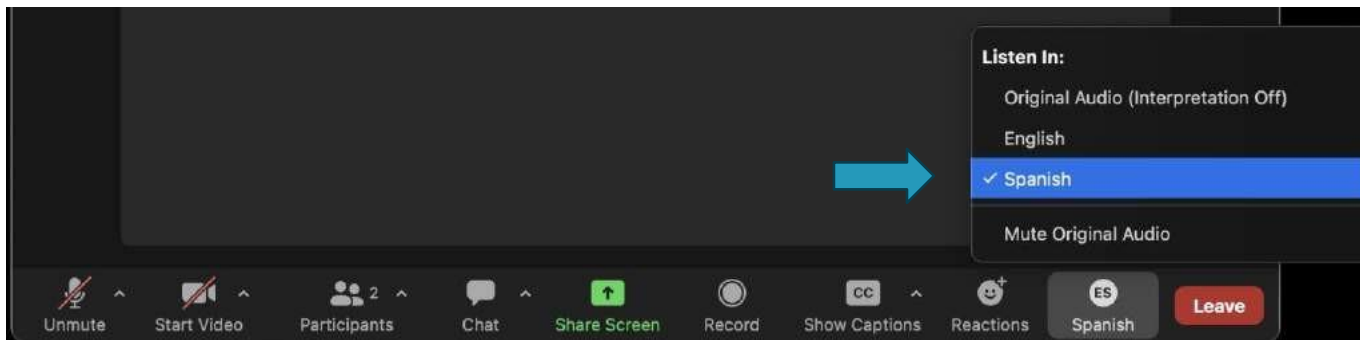 Listen In:
Original Audio (Interpretation Off)
English
✓ Spanish
Mute Original Audio
2
CC
ES
Unmute Start Video Participants Chat Share Screen Record Show Captions Reactions Spanish Leave